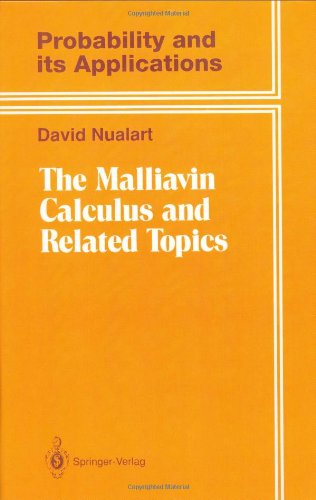 Probability and
its Applications
David Nualart
The Malliavin
Calculus and
Related Topics
Springer-Verlag